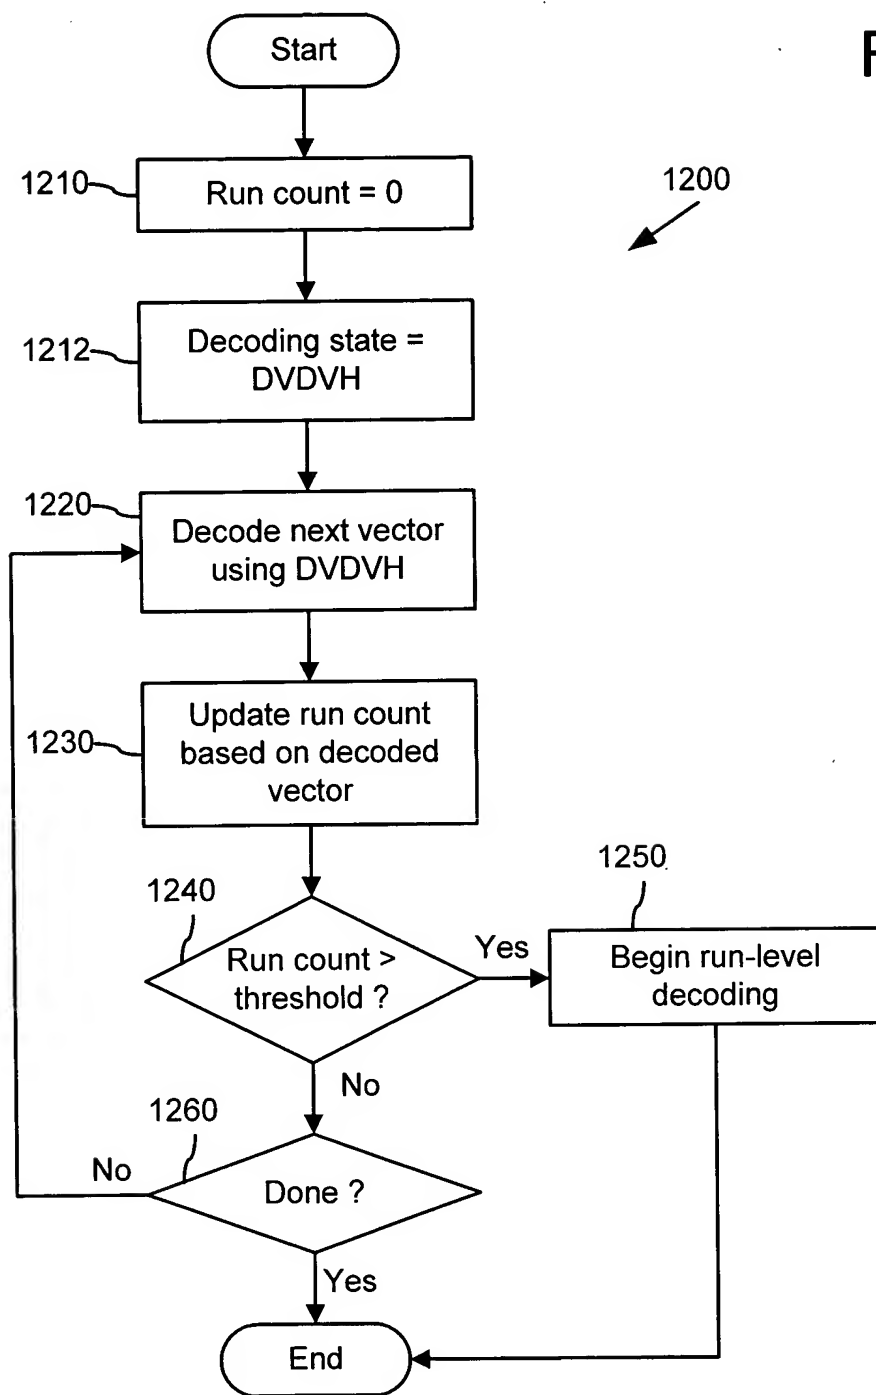 Start
1210
Run count = 0
1200
1212
Decoding state =
DVDVH
1220
Decode next vector
using DVDVH
1230
Update run count
based on decoded
vector
1240
Run count >
threshold ?
Yes
1250
Begin run-level
decoding
No
1260
No
Done ?
Yes
End